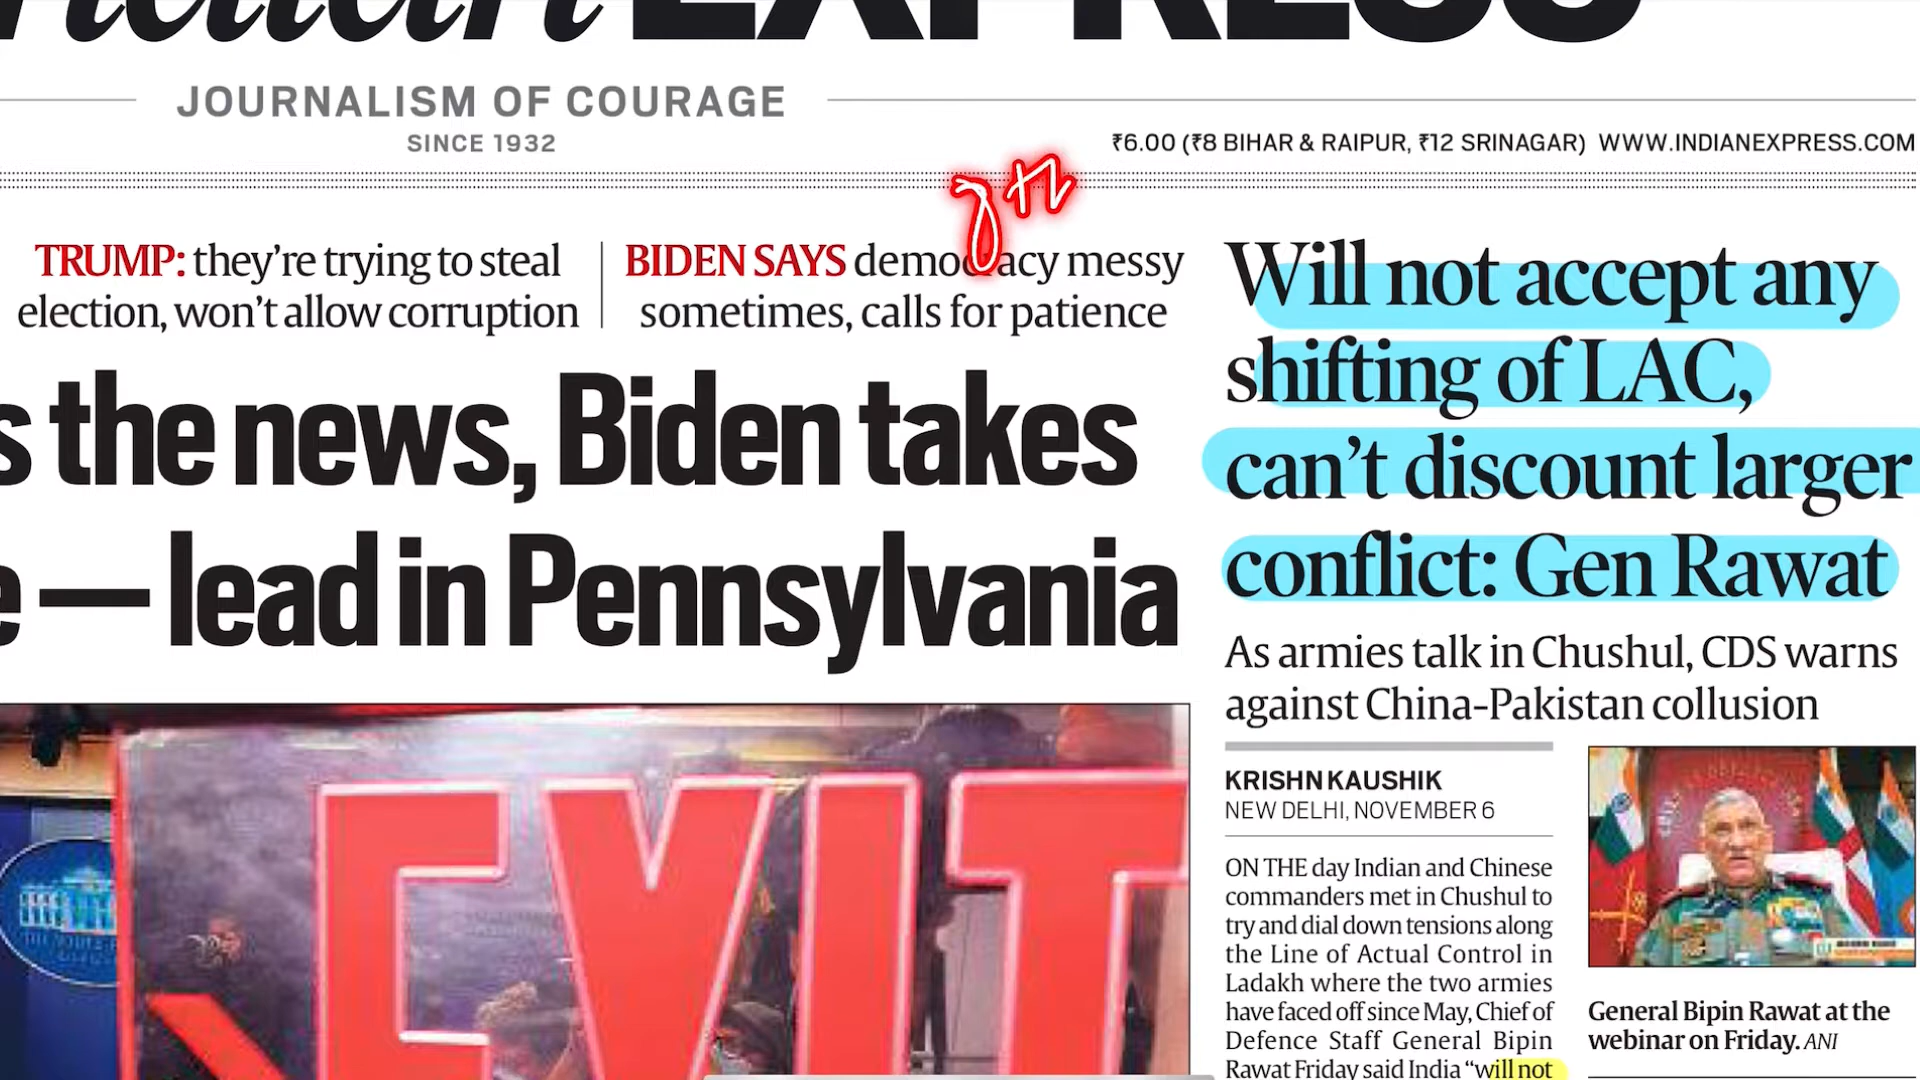 EXPRESS
JOURNALISM OF COURAGE
SINCE 1932
₹6.00 (₹8 BIHAR & RAIPUR, ₹12 SRINAGAR) WWW.INDIANEXPRESS.COM
TRUMP: they’re trying to steal
election, won’t allow corruption
BIDEN SAYS democracy messy
sometimes, calls for patience
s the news, Biden takes
e — lead in Pennsylvania
EXIT
Will not accept any
shifting of LAC,
can’t discount larger
conflict: Gen Rawat
As armies talk in Chushul, CDS warns
against China-Pakistan collusion
KRISHN KAUSHIK
NEW DELHI, NOVEMBER 6
ON THE day Indian and Chinese
commanders met in Chushul to
try and dial down tensions along
the Line of Actual Control in
Ladakh where the two armies
have faced off since May, Chief of
Defence Staff General Bipin
Rawat Friday said India “will not
General Bipin Rawat at the
webinar on Friday. ANI